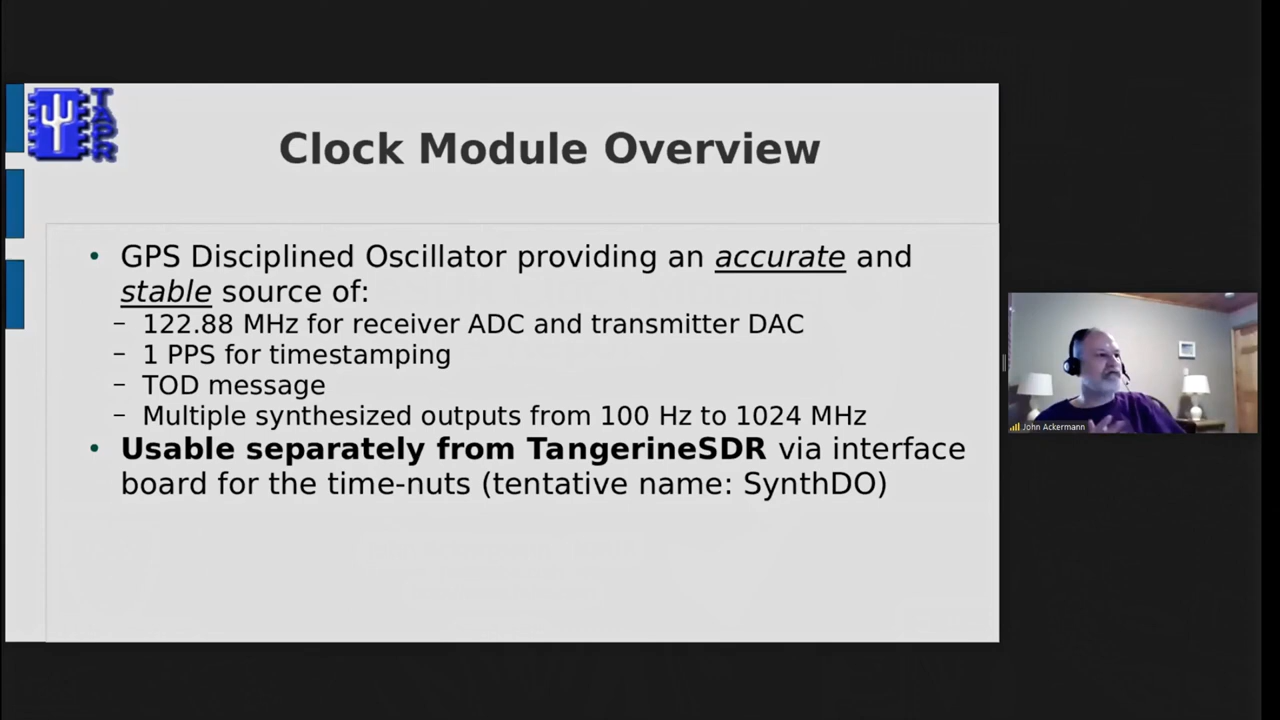 TAPR
Clock Module Overview
• GPS Disciplined Oscillator providing an accurate and
stable source of:
– 122.88 MHz for receiver ADC and transmitter DAC
– 1 PPS for timestamping
– TOD message
– Multiple synthesized outputs from 100 Hz to 1024 MHz
• Usable separately from TangerineSDR via interface
board for the time-nuts (tentative name: SynthDO)
John Ackermann